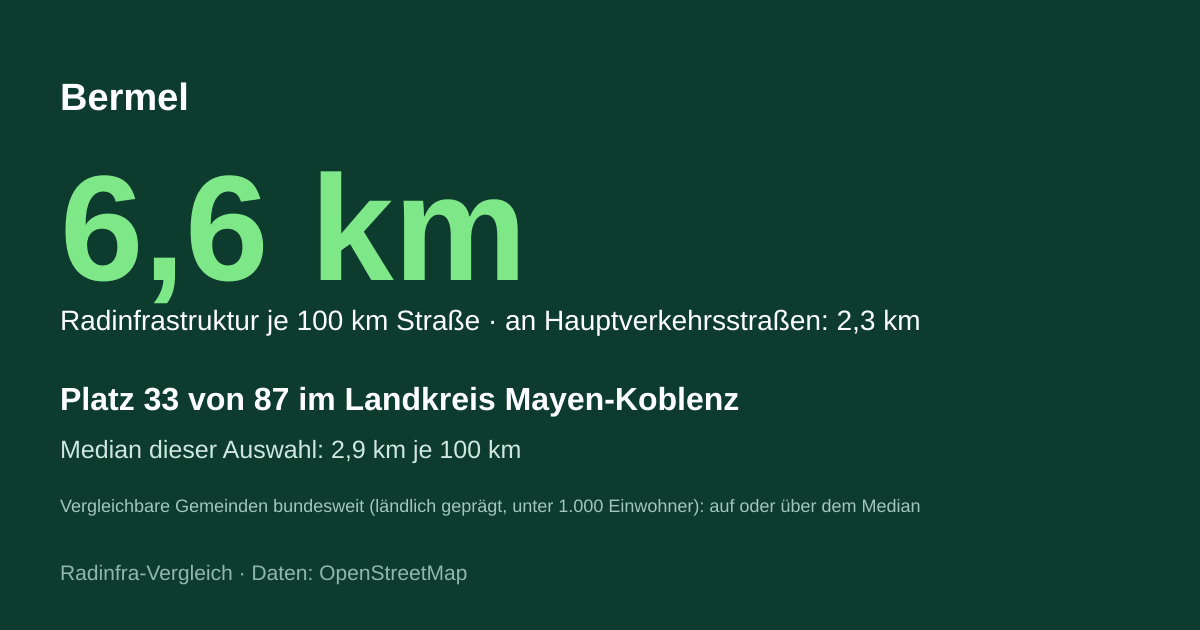 Bermel
6,6 km
Radinfrastruktur je 100 km Straße · an Hauptverkehrsstraßen: 2,3 km
Platz 33 von 87 im Landkreis Mayen-Koblenz
Median dieser Auswahl: 2,9 km je 100 km
Vergleichbare Gemeinden bundesweit (ländlich geprägt, unter 1.000 Einwohner): auf oder über dem Median
Radinfra-Vergleich · Daten: OpenStreetMap